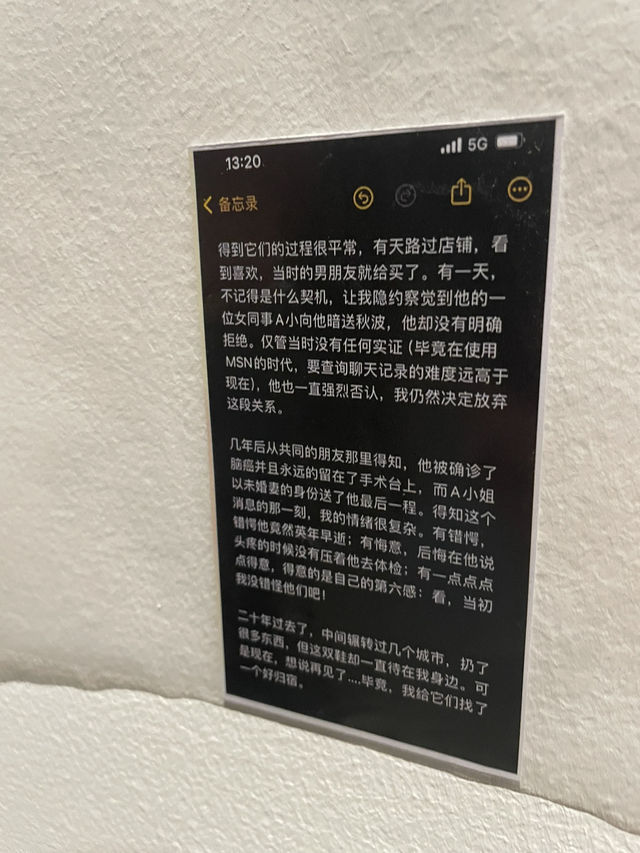 13:20 5G
备忘录
得到它们的过程很平常，有天路过店铺，看
到喜欢，当时的男朋友就给买了。有一天，
不记得是什么契机，让我隐约察觉到他的一
位女同事A小向他暗送秋波，他却没有明确
拒绝。仅管当时没有任何实证 (毕竟在使用
MSN的时代，要查询聊天记录的难度远高于
现在)，他也一直强烈否认，我仍然决定放弃
这段关系。
几年后从共同的朋友那里得知，他被确诊了
脑癌并且永远的留在了手术台上，而A小姐
以未婚妻的身份送了他最后一程。得知这个
消息的那一刻，我的情绪很复杂。有错愕，
错愕他竟然英年早逝；有悔意，后悔在他说
头疼的时候没有压着他去体检；有一点点点
点得意，得意的是自己的第六感：看，当初
我没错怪他们吧！
二十年过去了，中间辗转过几个城市，扔了
很多东西，但这双鞋却一直待在我身边。可
是现在，想说再见了....毕竟，我给它们找了
一个好归宿。